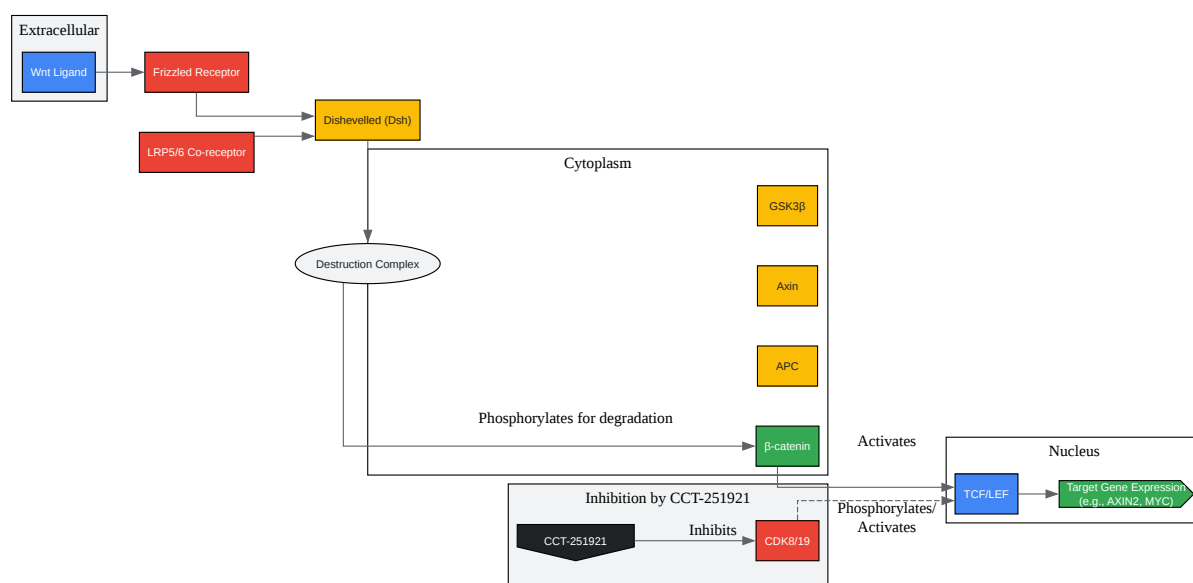 Extracellular
Wnt Ligand
Frizzled Receptor
Dishevelled (Dsh)
LRP5/6 Co-receptor
Cytoplasm
GSK3β
Destruction Complex
Axin
APC
Phosphorylates for degradation
β-catenin
Activates
Nucleus
TCF/LEF
Target Gene Expression
(e.g., AXIN2, MYC)
Inhibition by CCT-251921
CCT-251921
Inhibits
CDK8/19
Phosphorylates/
Activates